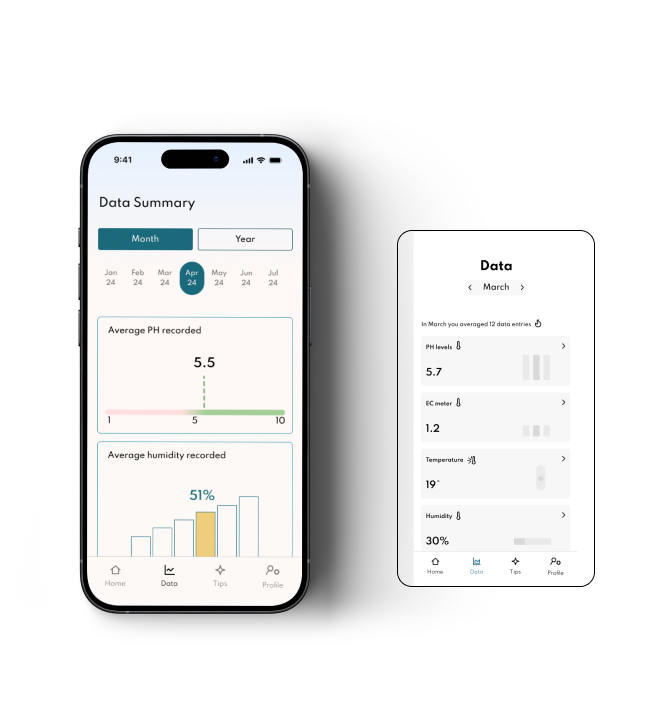 9:41
Data Summary
Month Year
Jan Feb Mar Apr May Jun Jul
24 24 24 24 24 24 24
Average PH recorded
5.5
1 5 10
Average humidity recorded
51%
Home Data Tips Profile
Data
< March >
In March you averaged 12 data entries
PH levels
5.7
EC meter
1.2
Temperature
19°
Humidity
30%
Home Data Tips Profile